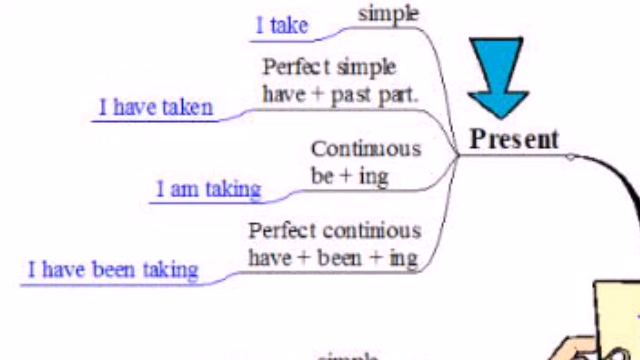 simple
I take
Perfect simple
have + past part.
I have taken
Present
Continuous
be + ing
I am taking
Perfect continious
have + been + ing
I have been taking
simple